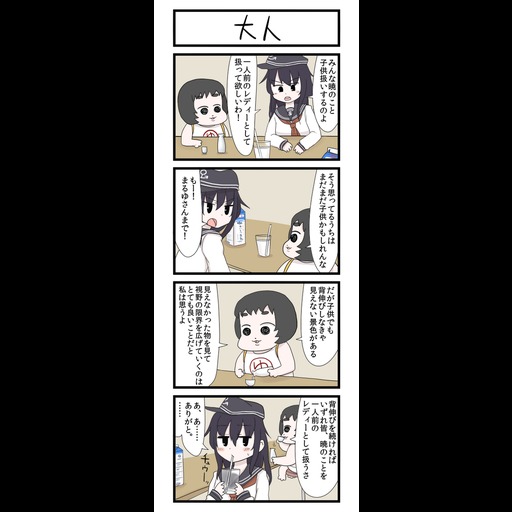 大人
みんな暁のこと
子供扱いするのよ
一人前のレディーとして
扱って欲しいわ！
そう思ってるうちは
まだまだ子供かもしれんな
もー！
まるゆさんまで！
だが子供でも
背伸びしなきゃ
見えない景色がある
見えなかった物を見て
視野の限界を広げていくのは
とても良いことだと
私は思うよ
ゆ
背伸びを続ければ
いずれ皆、暁のことを
一人前の
レディーとして扱うさ
あ、あ……
ありがと。
……
ちゅうー。